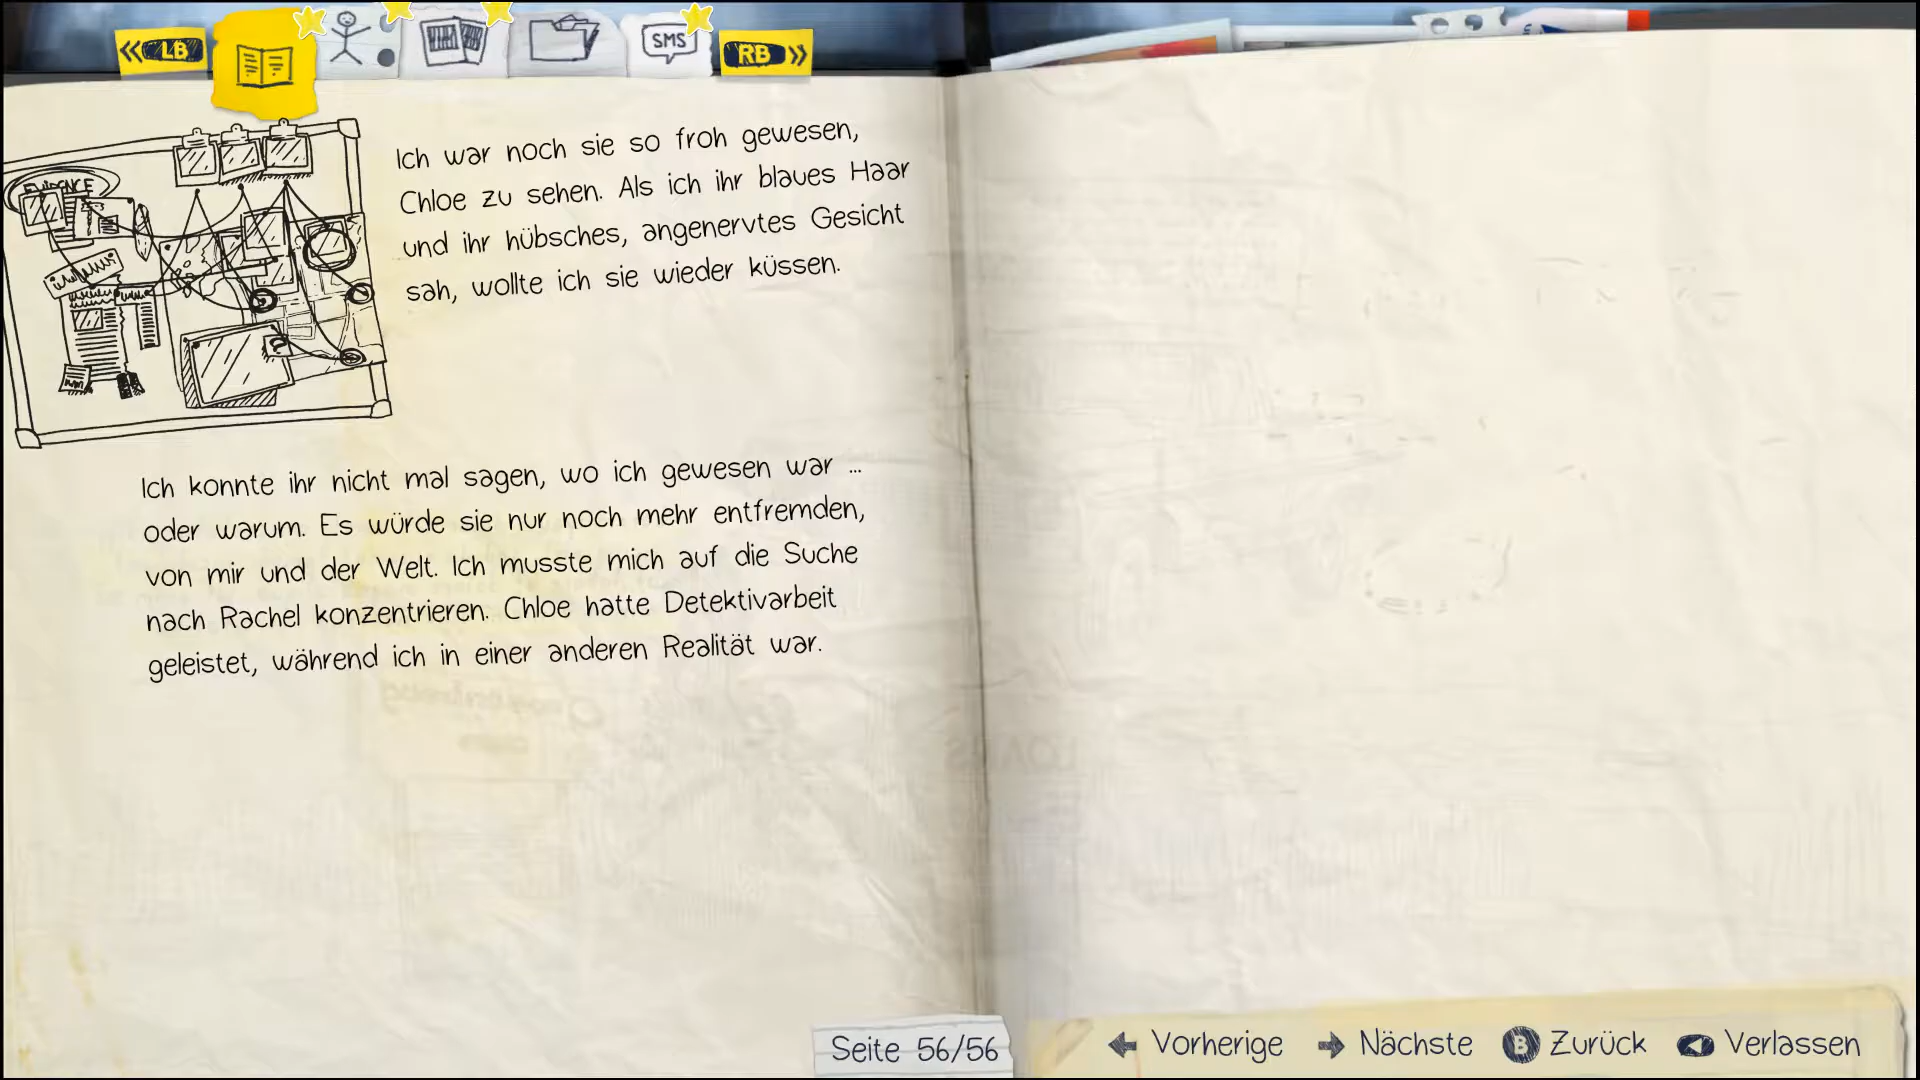 LB
SMS
RB
EVIDENCE
Ich war noch sie so froh gewesen,
Chloe zu sehen. Als ich ihr blaues Haar
und ihr hübsches, angenervtes Gesicht
sah, wollte ich sie wieder küssen.
Ich konnte ihr nicht mal sagen, wo ich gewesen war ...
oder warum. Es würde sie nur noch mehr entfremden,
von mir und der Welt. Ich musste mich auf die Suche
nach Rachel konzentrieren. Chloe hatte Detektivarbeit
geleistet, während ich in einer anderen Realität war.
Seite 56/56
Vorherige
Nächste
B Zurück
Verlassen